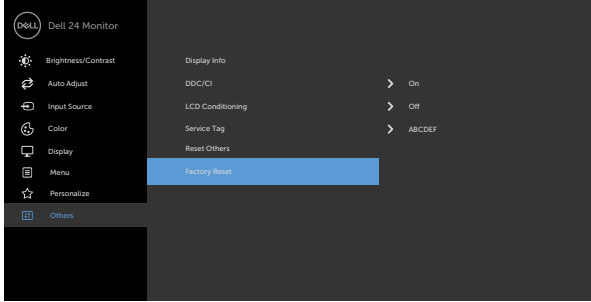 DELL Dell 24 Monitor
Brightness/Contrast Display Info
Auto Adjust DDC/CI On
Input Source LCD Conditioning Off
Color Service Tag ABCDEF
Display Reset Others
Menu Factory Reset
Personalize
Others